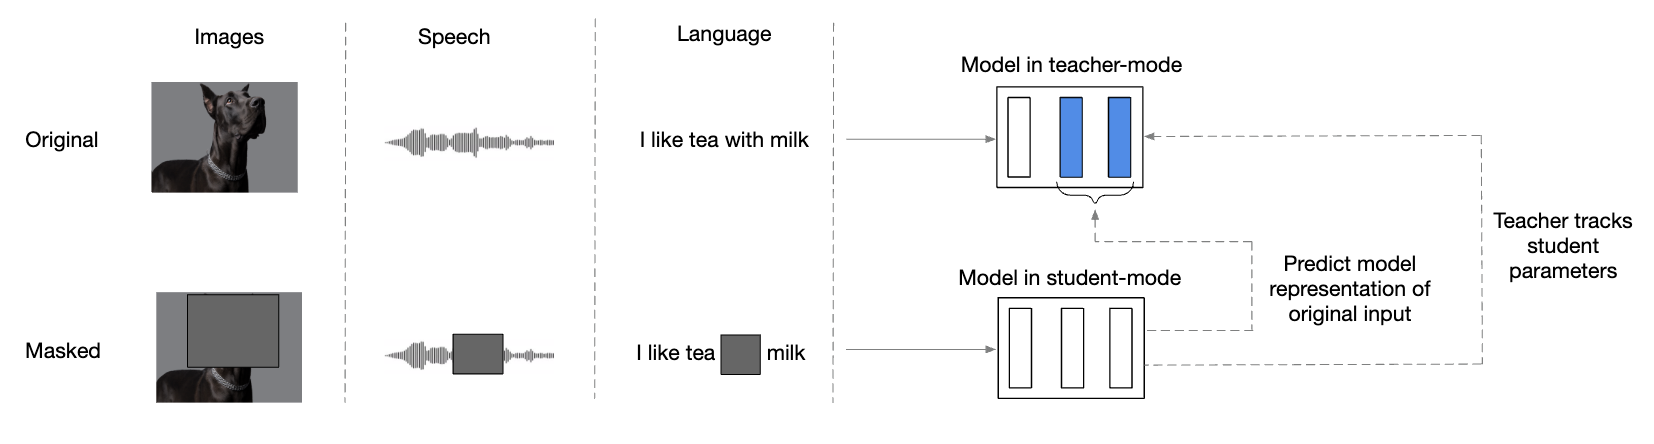 Images
Speech
Language
Model in teacher-mode
Original
I like tea with milk
Teacher tracks
student
parameters
Model in student-mode
Predict model
representation of
original input
Masked
I like tea milk